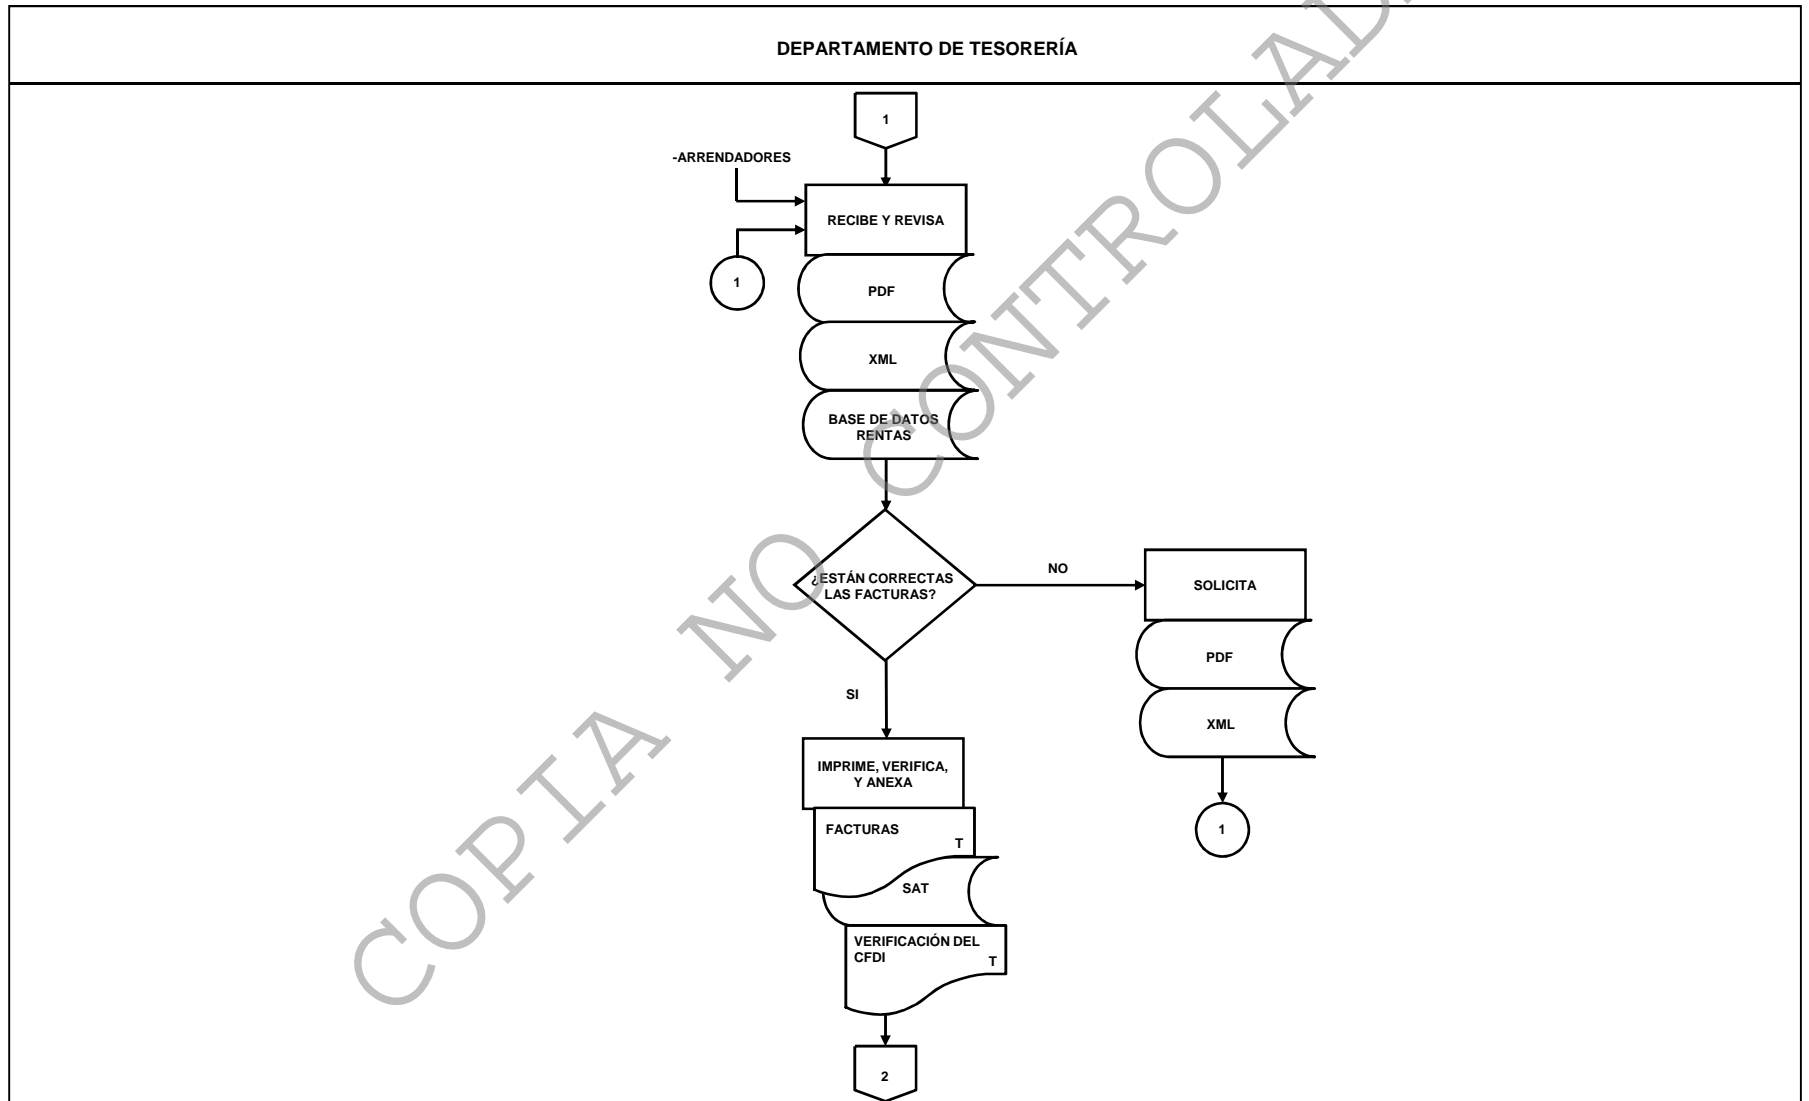 DEPARTAMENTO DE TESORERÍA
1
-ARRENDADORES
RECIBE Y REVISA
1
PDF
XML
BASE DE DATOS
RENTAS
¿ESTÁN CORRECTAS
LAS FACTURAS?
NO
SOLICITA
PDF
XML
1
SI
IMPRIME, VERIFICA,
Y ANEXA
FACTURAS
T
SAT
VERIFICACIÓN DEL
CFDI
T
2
COPIA NO CONTROLAD